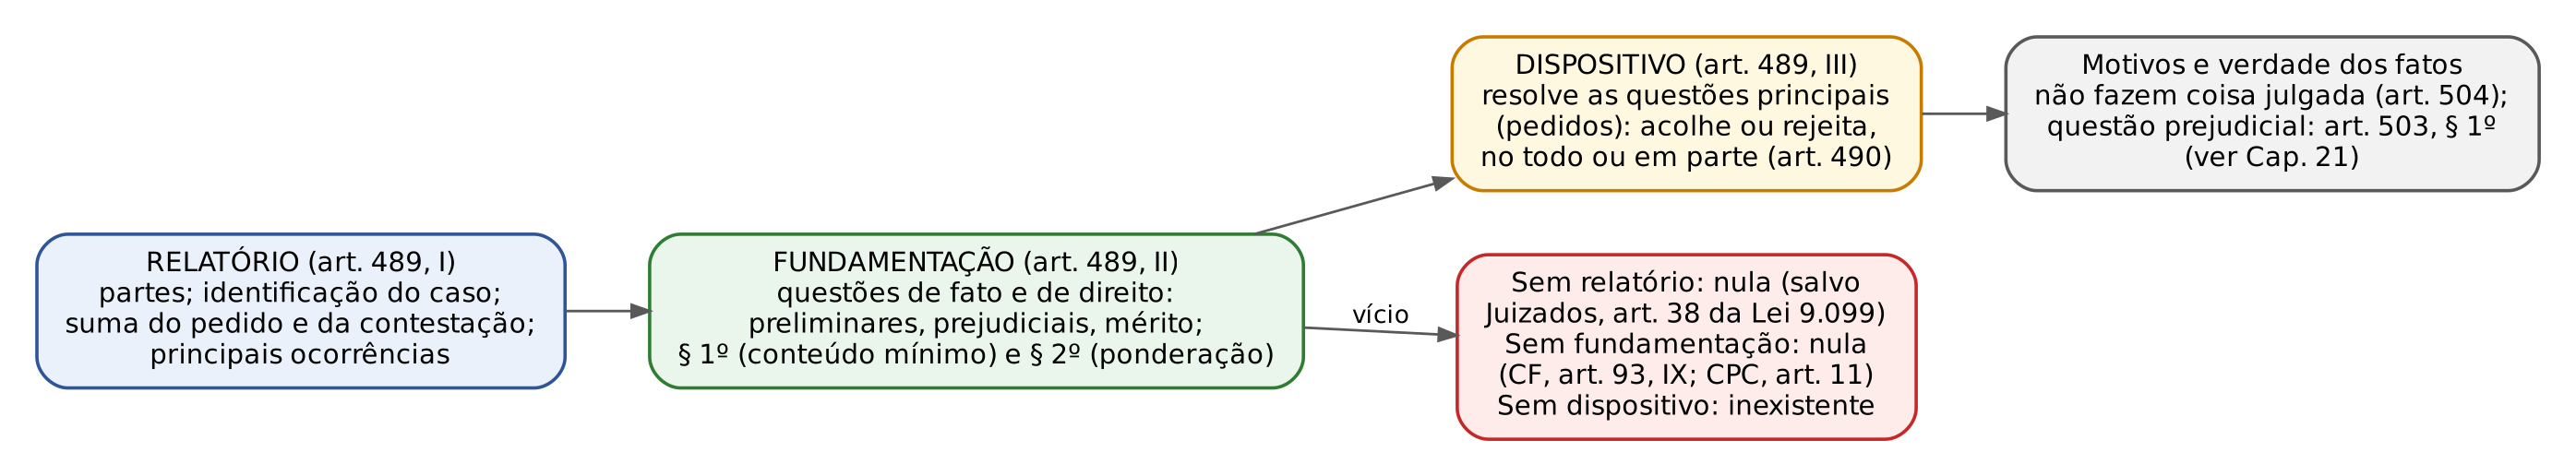 RELATÓRIO (art. 489, I)
partes; identificação do caso;
suma do pedido e da contestação;
principais ocorrências
FUNDAMENTAÇÃO (art. 489, II)
questões de fato e de direito:
preliminares, prejudiciais, mérito;
§ 1º (conteúdo mínimo) e § 2º (ponderação)
DISPOSITIVO (art. 489, III)
resolve as questões principais
(pedidos): acolhe ou rejeita,
no todo ou em parte (art. 490)
Motivos e verdade dos fatos
não fazem coisa julgada (art. 504);
questão prejudicial: art. 503, § 1º
(ver Cap. 21)
vício
Sem relatório: nula (salvo
Juizados, art. 38 da Lei 9.099)
Sem fundamentação: nula
(CF, art. 93, IX; CPC, art. 11)
Sem dispositivo: inexistente